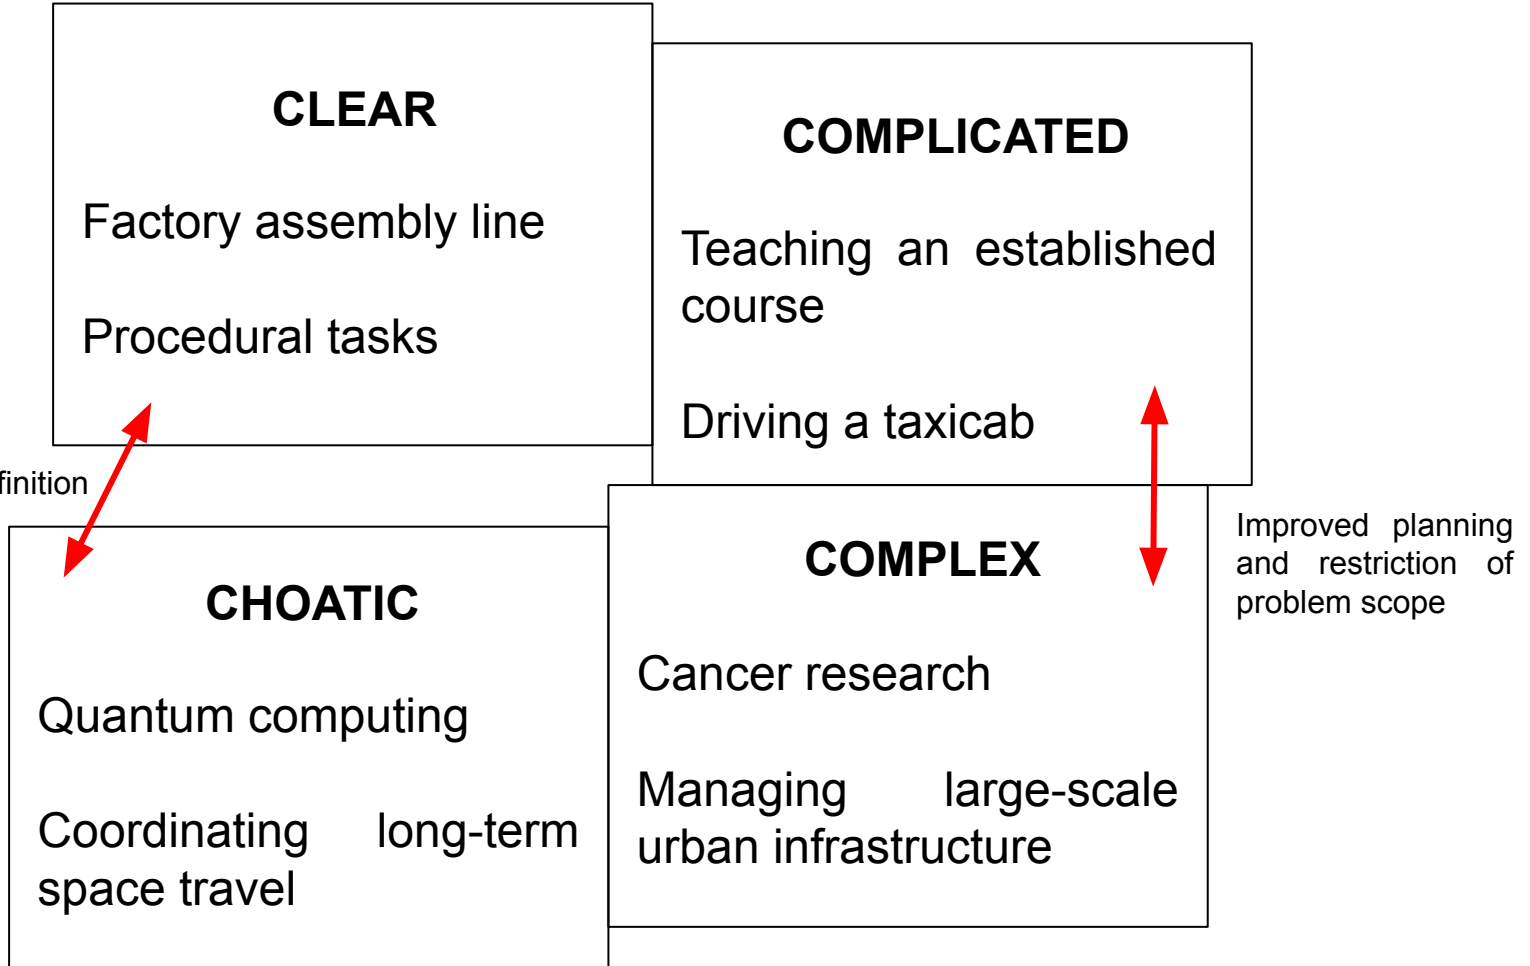 CLEAR
Factory assembly line
Procedural tasks
COMPLICATED
Teaching an established
course
Driving a taxicab
finition
CHOATIC
Quantum computing
Coordinating long-term
space travel
COMPLEX
Cancer research
Managing large-scale
urban infrastructure
Improved planning
and restriction of
problem scope